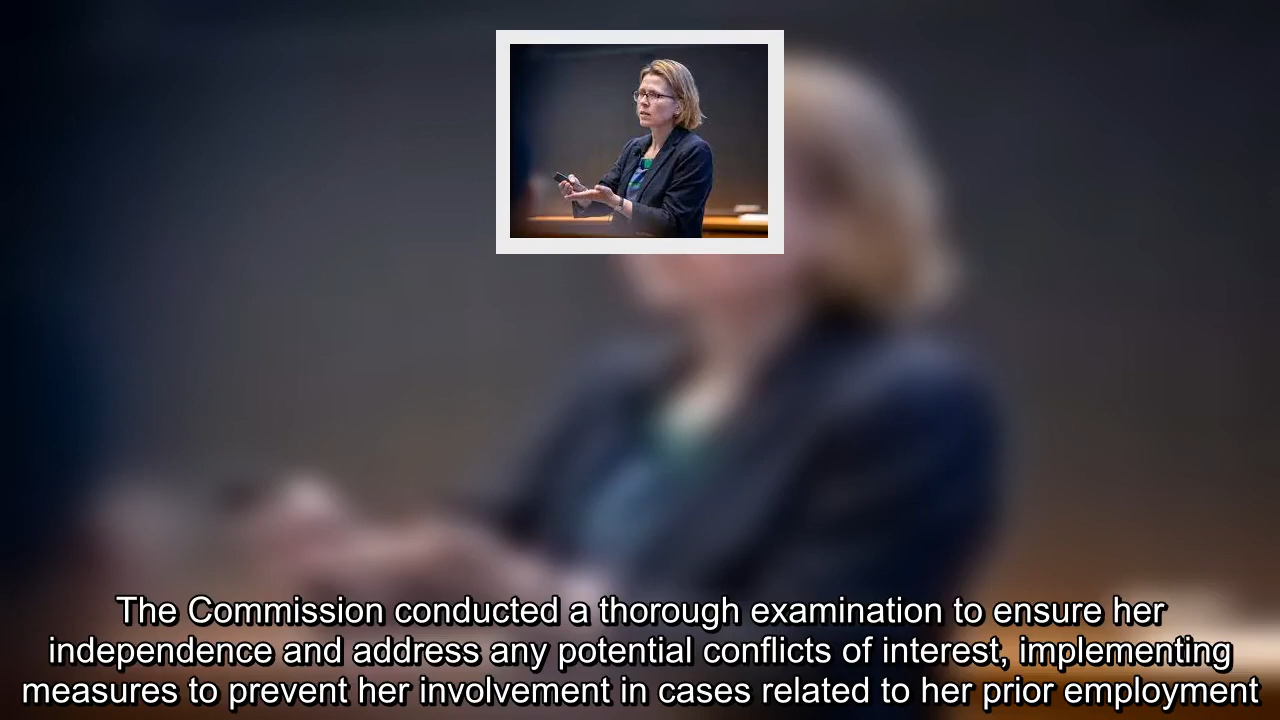 The Commission conducted a thorough examination to ensure her
independence and address any potential conflicts of interest, implementing
measures to prevent her involvement in cases related to her prior employment